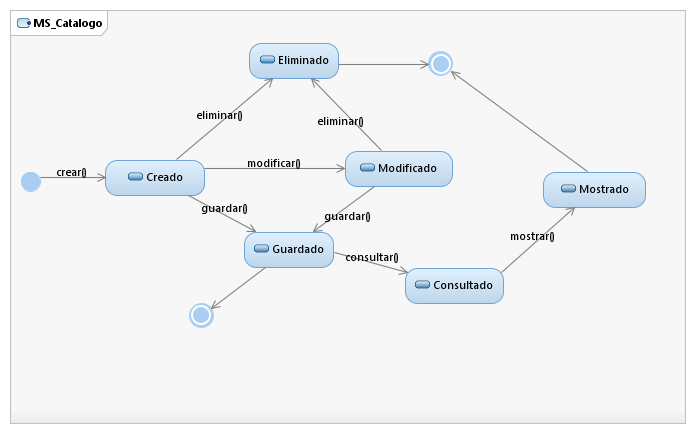 MS_Catalogo
Eliminado
eliminar()
eliminar()
crear()
Creado
modificar()
Modificado
Mostrado
guardar()
guardar()
mostrar()
Guardado
consultar()
Consultado